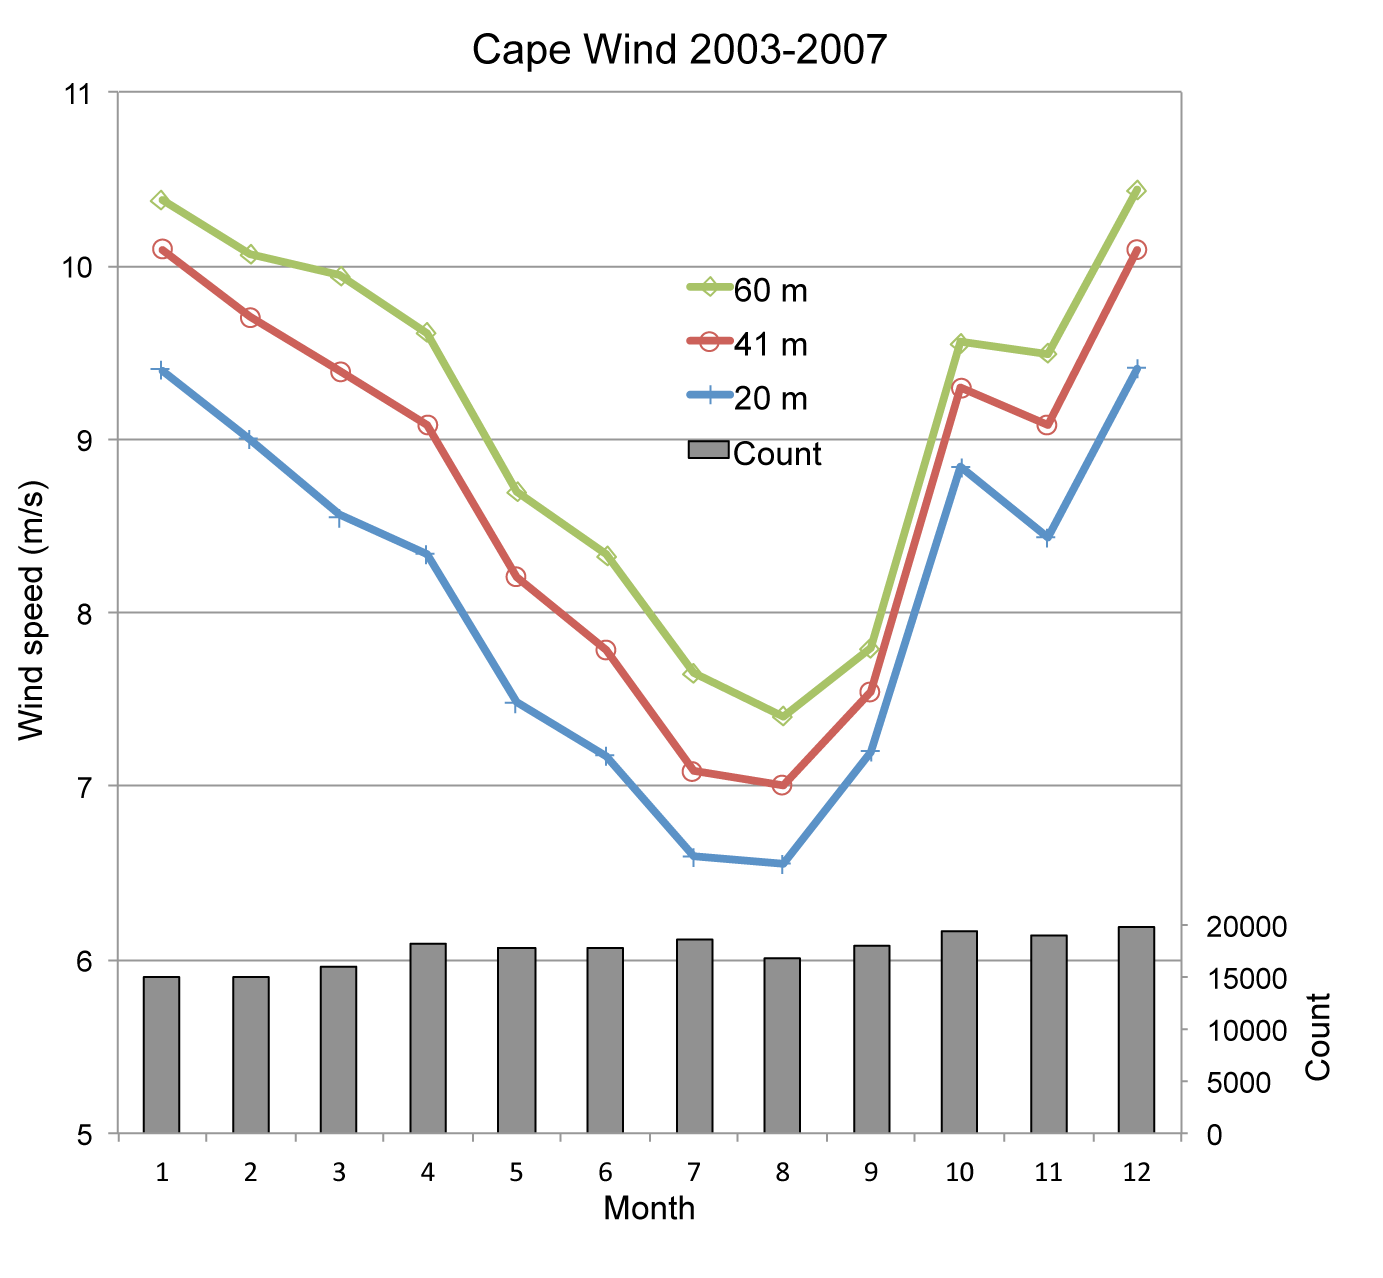 Cape Wind 2003-2007
11
10
9
8
7
6
5
Wind speed (m/s)
60 m
41 m
20 m
Count
20000
15000
10000
5000
0
Count
1 2 3 4 5 6 7 8 9 10 11 12
Month